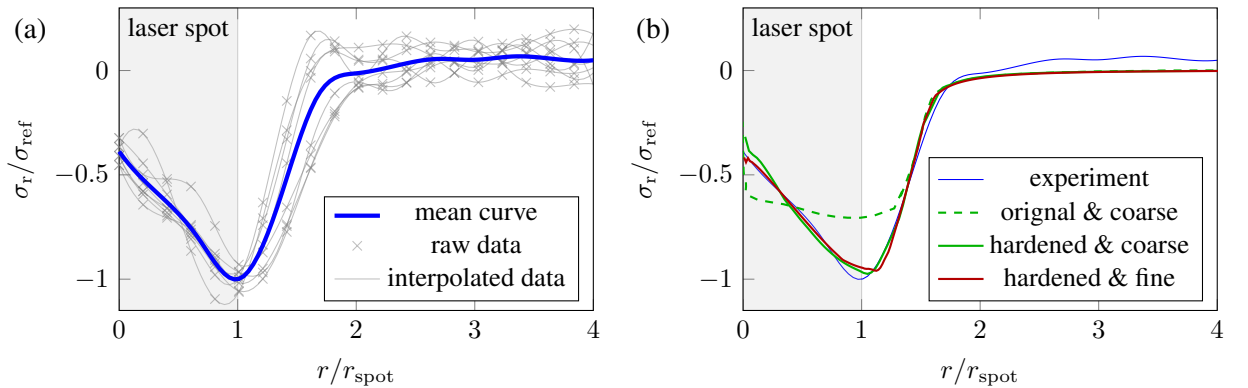 (a)
laser spot
0
−0.5
−1
σr/σref
mean curve
raw data
interpolated data
0
1
2
3
4
r/rspot
(b)
laser spot
0
−0.5
−1
σr/σref
experiment
orignal & coarse
hardened & coarse
hardened & fine
0
1
2
3
4
r/rspot